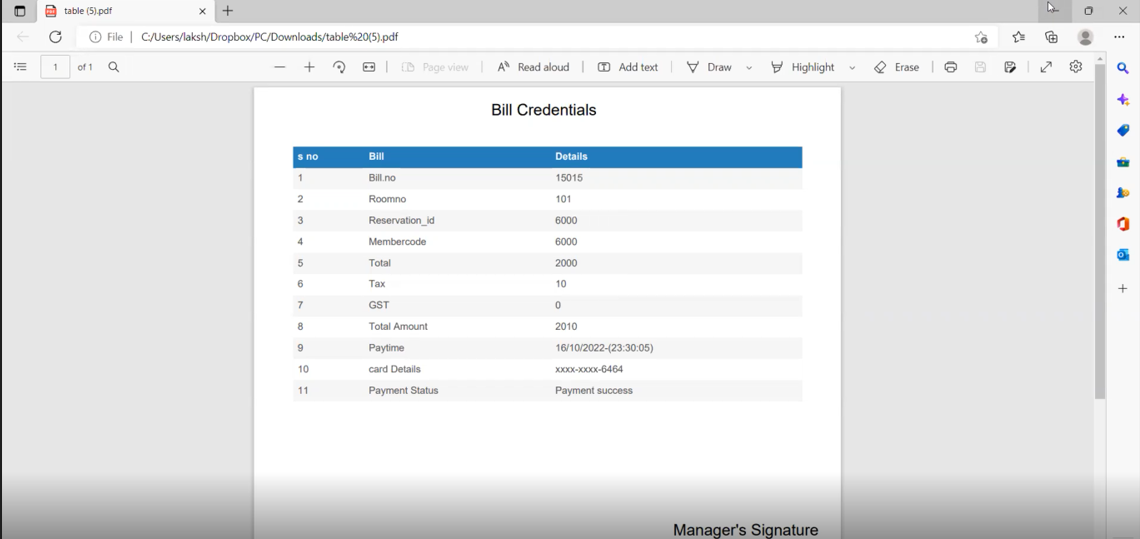 table (5).pdf
File C:/Users/laksh/Dropbox/PC/Downloads/table%20(5).pdf
1 of 1 Page view Read aloud Add text Draw Highlight Erase
Bill Credentials
s no Bill Details
1 Bill.no 15015
2 Roomno 101
3 Reservation_id 6000
4 Membercode 6000
5 Total 2000
6 Tax 10
7 GST 0
8 Total Amount 2010
9 Paytime 16/10/2022-(23:30:05)
10 card Details xxxx-xxxx-6464
11 Payment Status Payment success
Manager's Signature